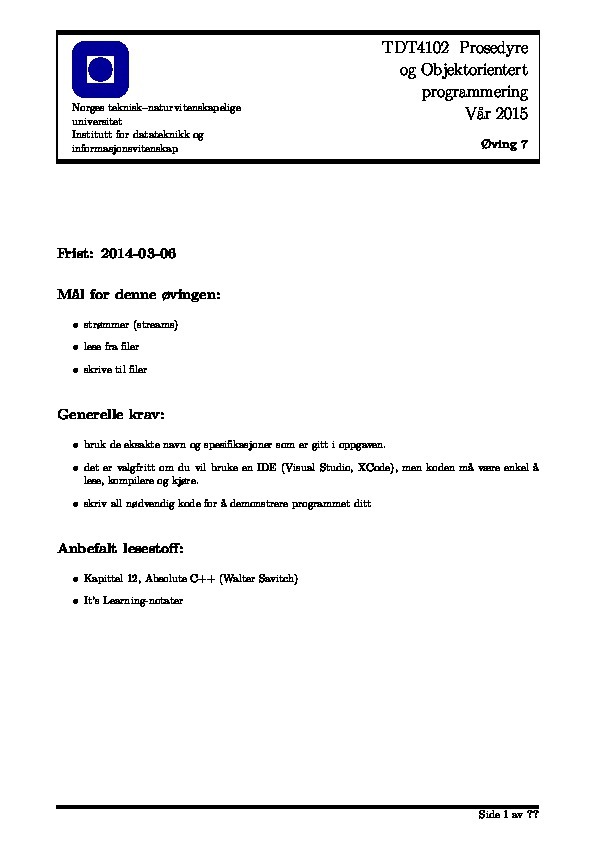 TDT4102 Prosedyre
og Objektorientert
programmering
Vår 2015
Øving 7
Norges teknisk–naturvitenskapelige
universitet
Institutt for datateknikk og
informasjonsvitenskap
Frist: 2014-03-06
Mål for denne øvingen:
• strømmer (streams)
• lese fra filer
• skrive til filer
Generelle krav:
• bruk de eksakte navn og spesifikasjoner som er gitt i oppgaven.
• det er valgfritt om du vil bruke en IDE (Visual Studio, XCode), men koden må være enkel å
lese, kompilere og kjøre.
• skriv all nødvendig kode for å demonstrere programmet ditt
Anbefalt lesestoff:
• Kapittel 12, Absolute C++ (Walter Savitch)
• It's Learning-notater
Side 1 av ??